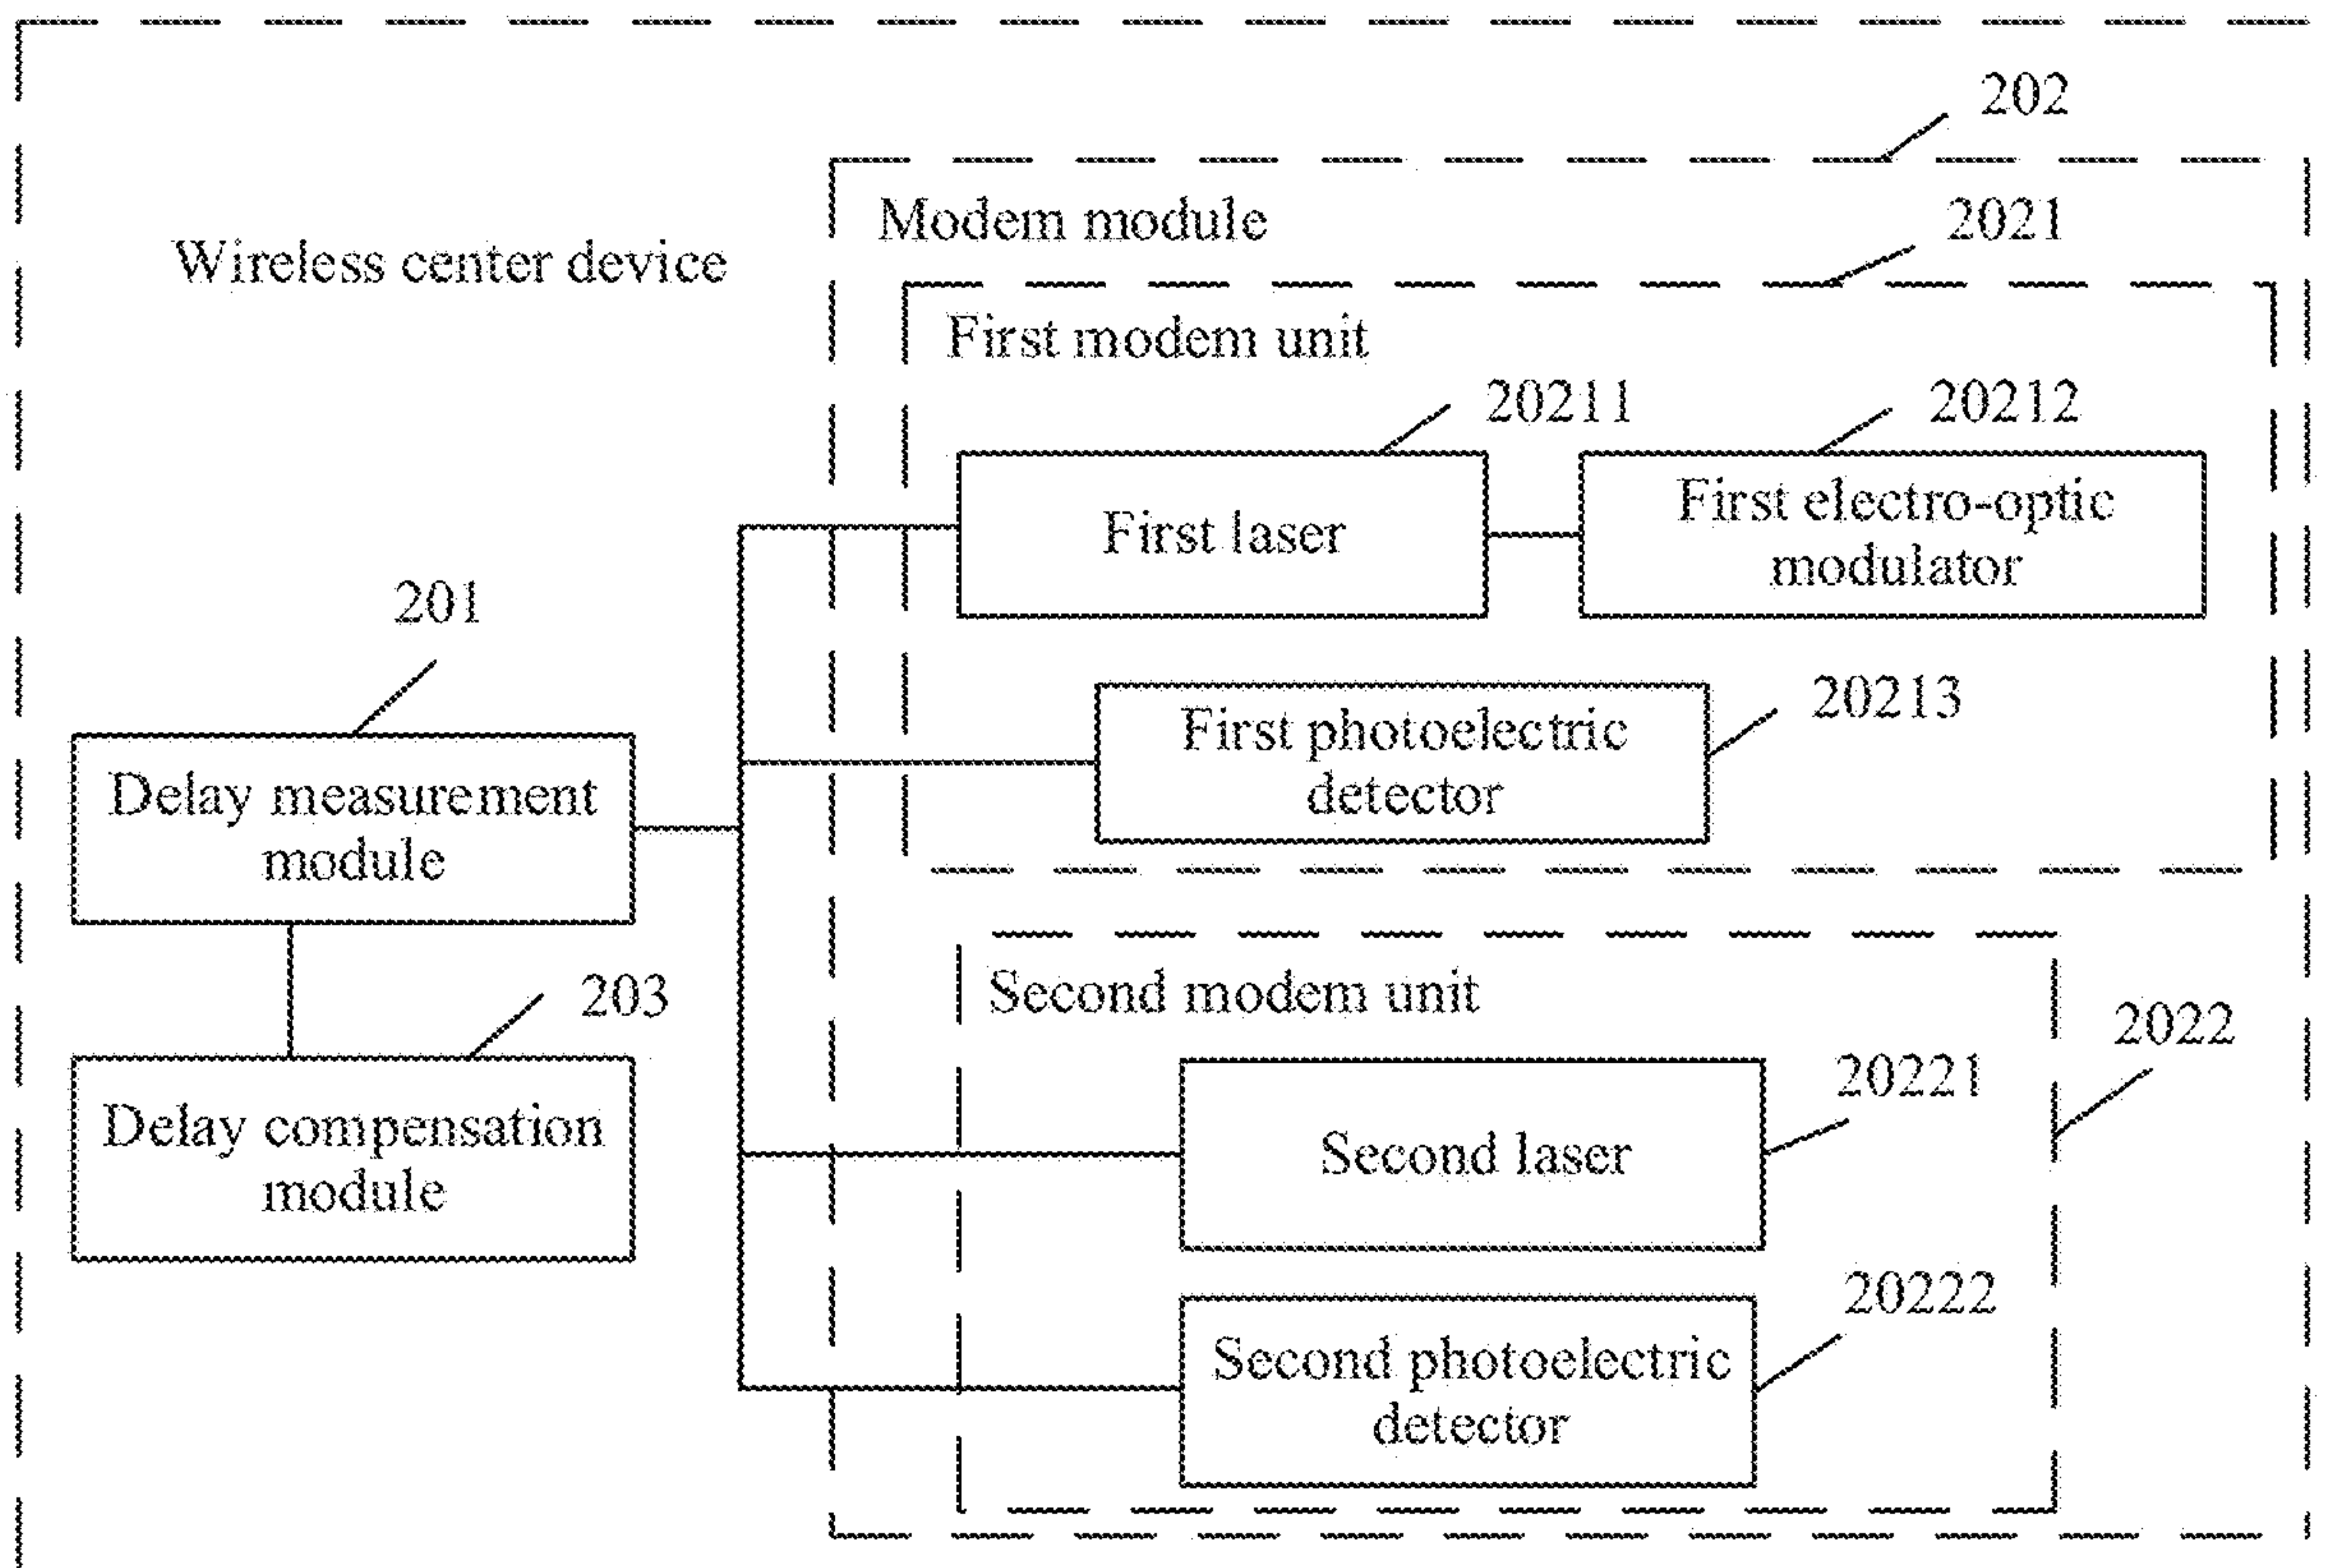 202
Modem module
2021
Wireless center device
First modem unit
20211
20212
First laser
First electro-optic
modulator
201
20213
First photoelectric
detector
Delay measurement
module
Second modem unit
203
2022
20221
Delay compensation
module
Second laser
20222
Second photoelectric
detector